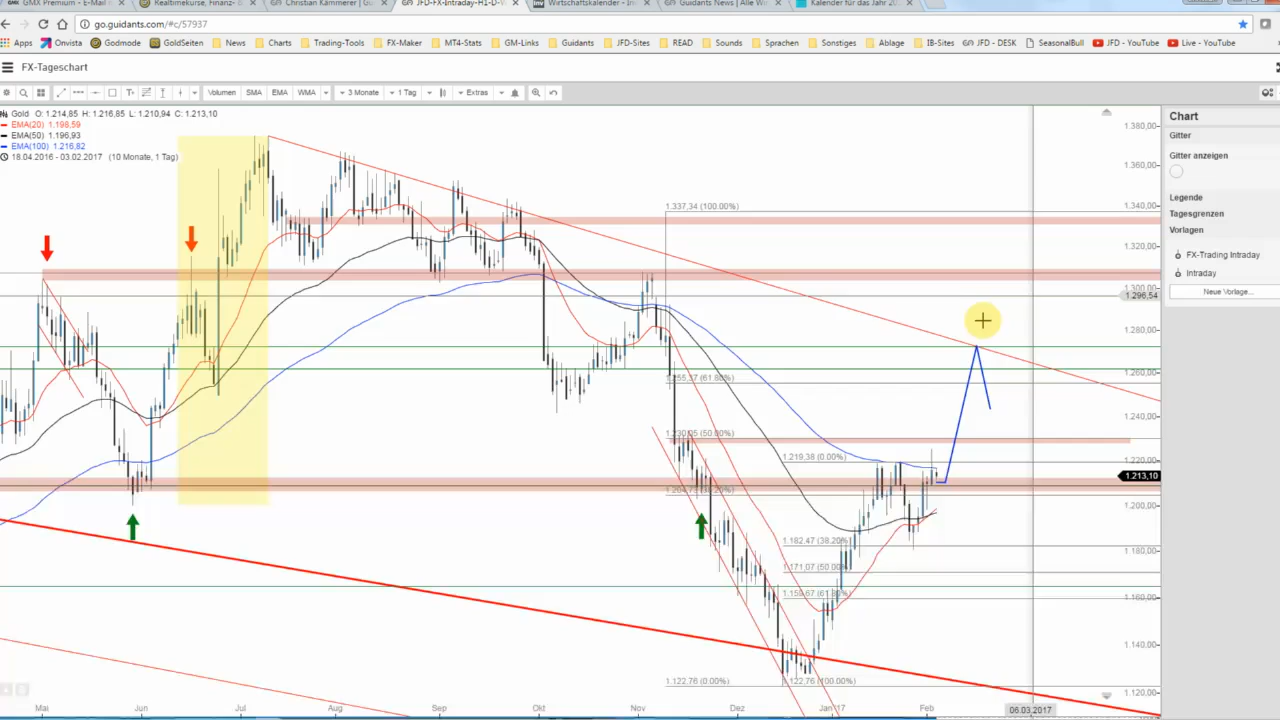 GMX Premium - E-Mail
Realtimekurse, Finanz-
Christian Kämmerer | Gu
JFD-FX-Intraday-H1-D-W
Wirtschaftskalender - In
Guidants News | Alle Wi
Kalender für das Jahr 20
go.guidants.com/#c/57937
Apps Onvista Godmode GoldSeiten News Charts Trading-Tools FX-Maker MT4-Stats GM-Links Guidants JFD-Sites READ Sounds Sprachen Sonstiges Ablage IB-Sites JFD - DESK SeasonalBull JFD - YouTube Live - YouTube
FX-Tageschart
Volumen SMA EMA WMA 3 Monate 1 Tag Extras
Gold O: 1.214,85 H: 1.216,85 L: 1.210,94 C: 1.213,10
EMA(20) 1.198,59
EMA(50) 1.196,93
EMA(100) 1.216,82
18.04.2016 - 03.02.2017 (10 Monate, 1 Tag)
1.380,00
1.360,00
1.340,00
1.320,00
1.300,00
1.296,54
1.280,00
1.260,00
1.240,00
1.220,00
1.213,10
1.200,00
1.180,00
1.160,00
1.140,00
1.120,00
1.337,34 (100.00%)
1.255,37 (61.80%)
1.230,05 (50.00%)
1.219,38 (0.00%)
1.204,73 (38.20%)
1.182,47 (38.20%)
1.171,07 (50.00%)
1.159,67 (61.80%)
1.122,76 (0.00%)
1.122,76 (100.00%)
Mai Jun Jul Aug Sep Okt Nov Dez Jan '17 Feb 06.03.2017
Chart
Gitter
Gitter anzeigen
Legende
Tagesgrenzen
Vorlagen
FX-Trading Intraday
Intraday
Neue Vorlage...